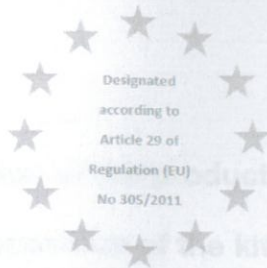 Designated
according to
Article 29 of
Regulation (EU)
No 305/2011